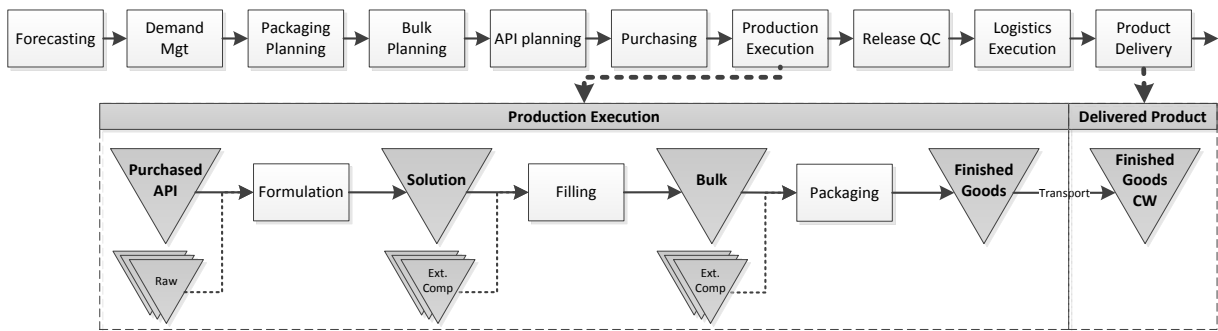 Forecasting
Demand
Mgt
Packaging
Planning
Bulk
Planning
API planning
Purchasing
Production
Execution
Release QC
Logistics
Execution
Product
Delivery
Production Execution
Delivered Product
Purchased
API
Formulation
Solution
Filling
Bulk
Packaging
Finished
Goods
Transport
Finished
Goods
CW
Raw
Ext.
Comp
Ext.
Comp